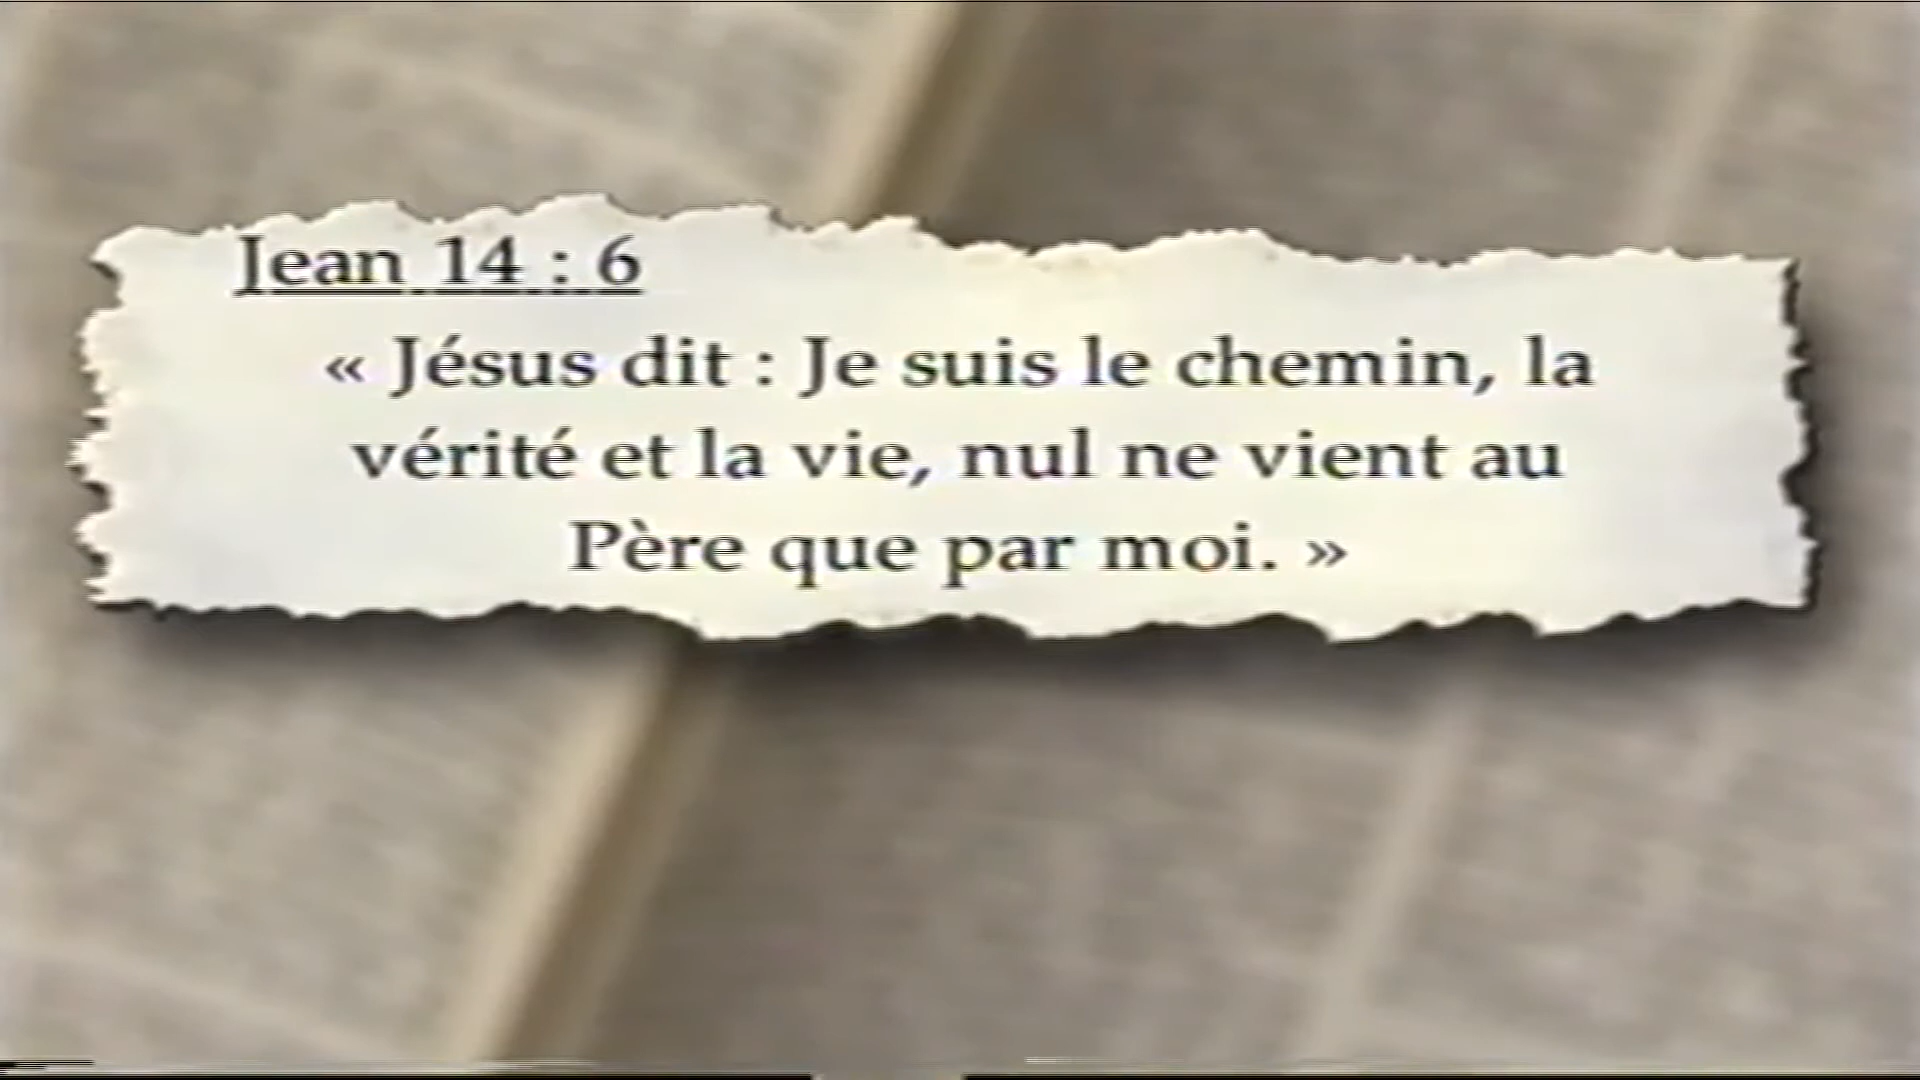 Jean 14 : 6
« Jésus dit : Je suis le chemin, la
vérité et la vie, nul ne vient au
Père que par moi. »